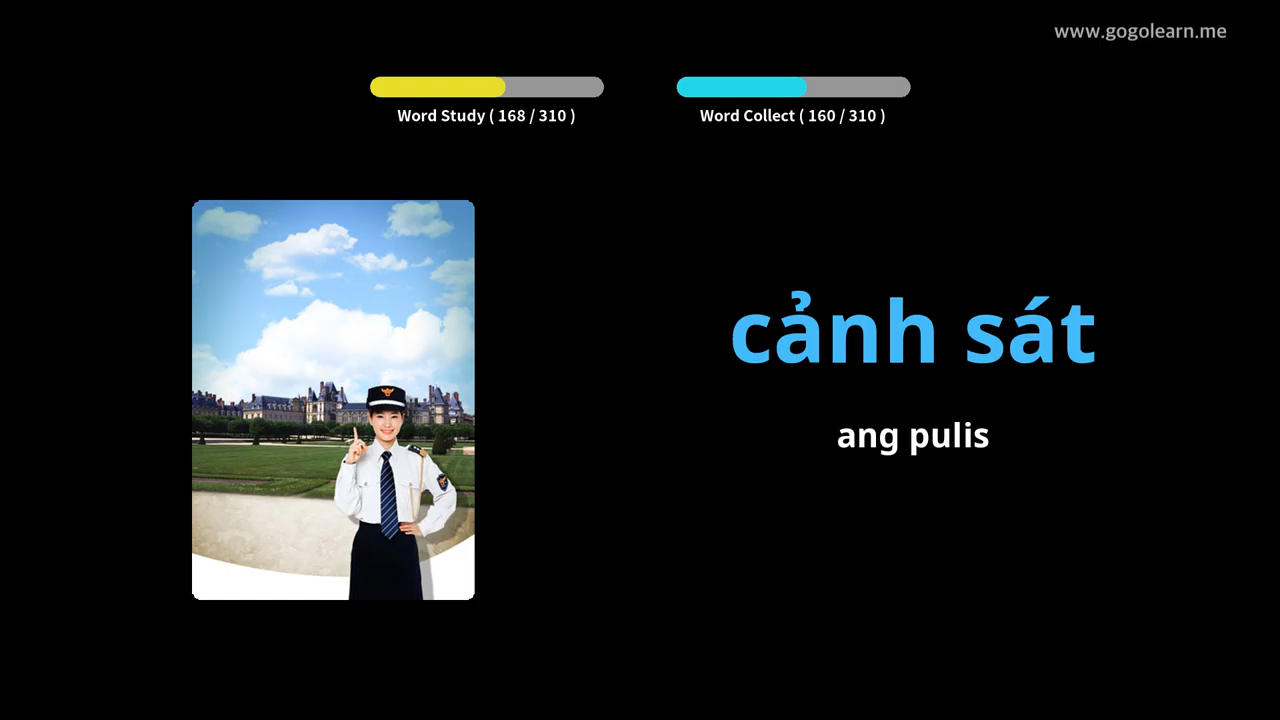 www.gogolearn.me
Word Study ( 168 / 310 )
Word Collect ( 160 / 310 )
cảnh sát
ang pulis